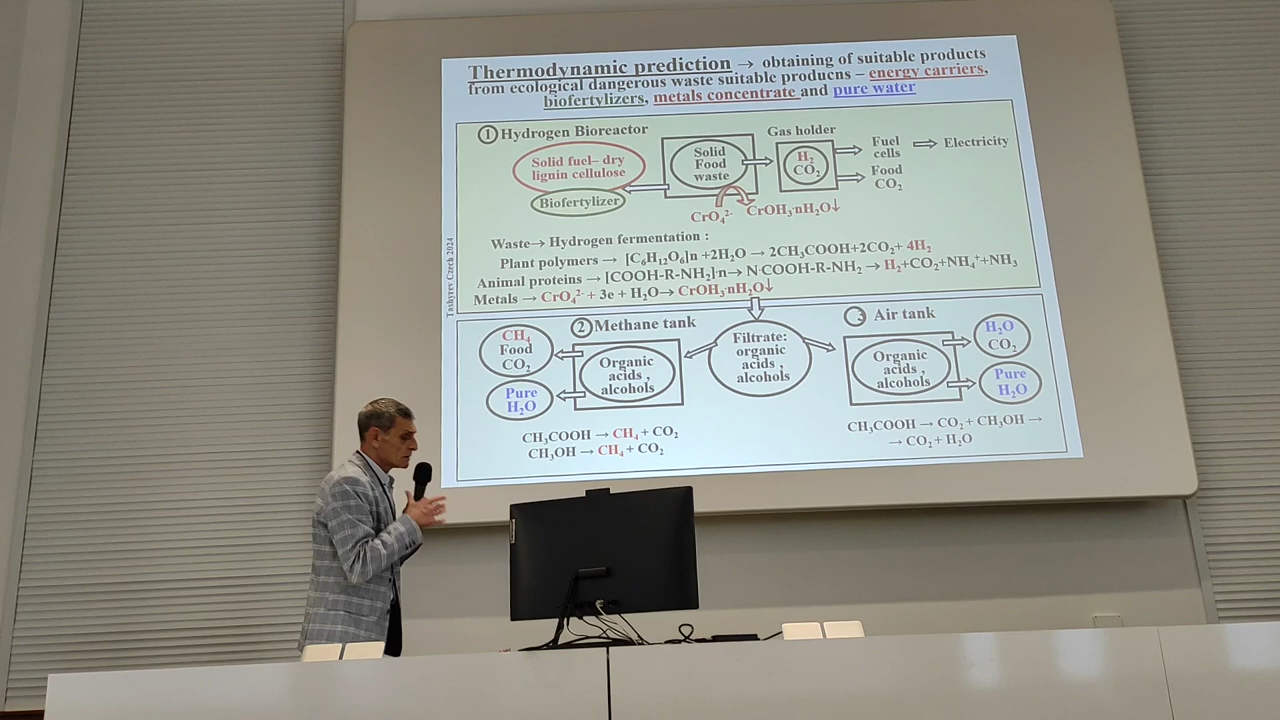 Thermodynamic prediction → obtaining of suitable products
from ecological dangerous waste suitable producns – energy carriers,
biofertylizers, metals concentrate and pure water
① Hydrogen Bioreactor
Solid fuel– dry
lignin cellulose
Biofertylizer
Solid
Food
waste
Gas holder
H₂
CO₂
Fuel
cells
Electricity
Food
CO₂
CrO₄²⁻
CrOH₃·nH₂O↓
Waste→ Hydrogen fermentation :
Plant polymers → [C₆H₁₂O₆]n +2H₂O → 2CH₃COOH+2CO₂+ 4H₂
Animal proteins → [COOH-R-NH₂]·n→ N·COOH-R-NH₂ → H₂+CO₂+NH₄⁺+NH₃
Metals → CrO₄²⁻ + 3e + H₂O→ CrOH₃·nH₂O↓
Tashyrev Czech 2024
② Methane tank
CH₄
Food
CO₂
Pure
H₂O
Organic
acids ,
alcohols
CH₃COOH → CH₄ + CO₂
CH₃OH → CH₄ + CO₂
Filtrate:
organic
acids ,
alcohols
③ Air tank
Organic
acids ,
alcohols
H₂O
CO₂
Pure
H₂O
CH₃COOH → CO₂ + CH₃OH →
→ CO₂ + H₂O